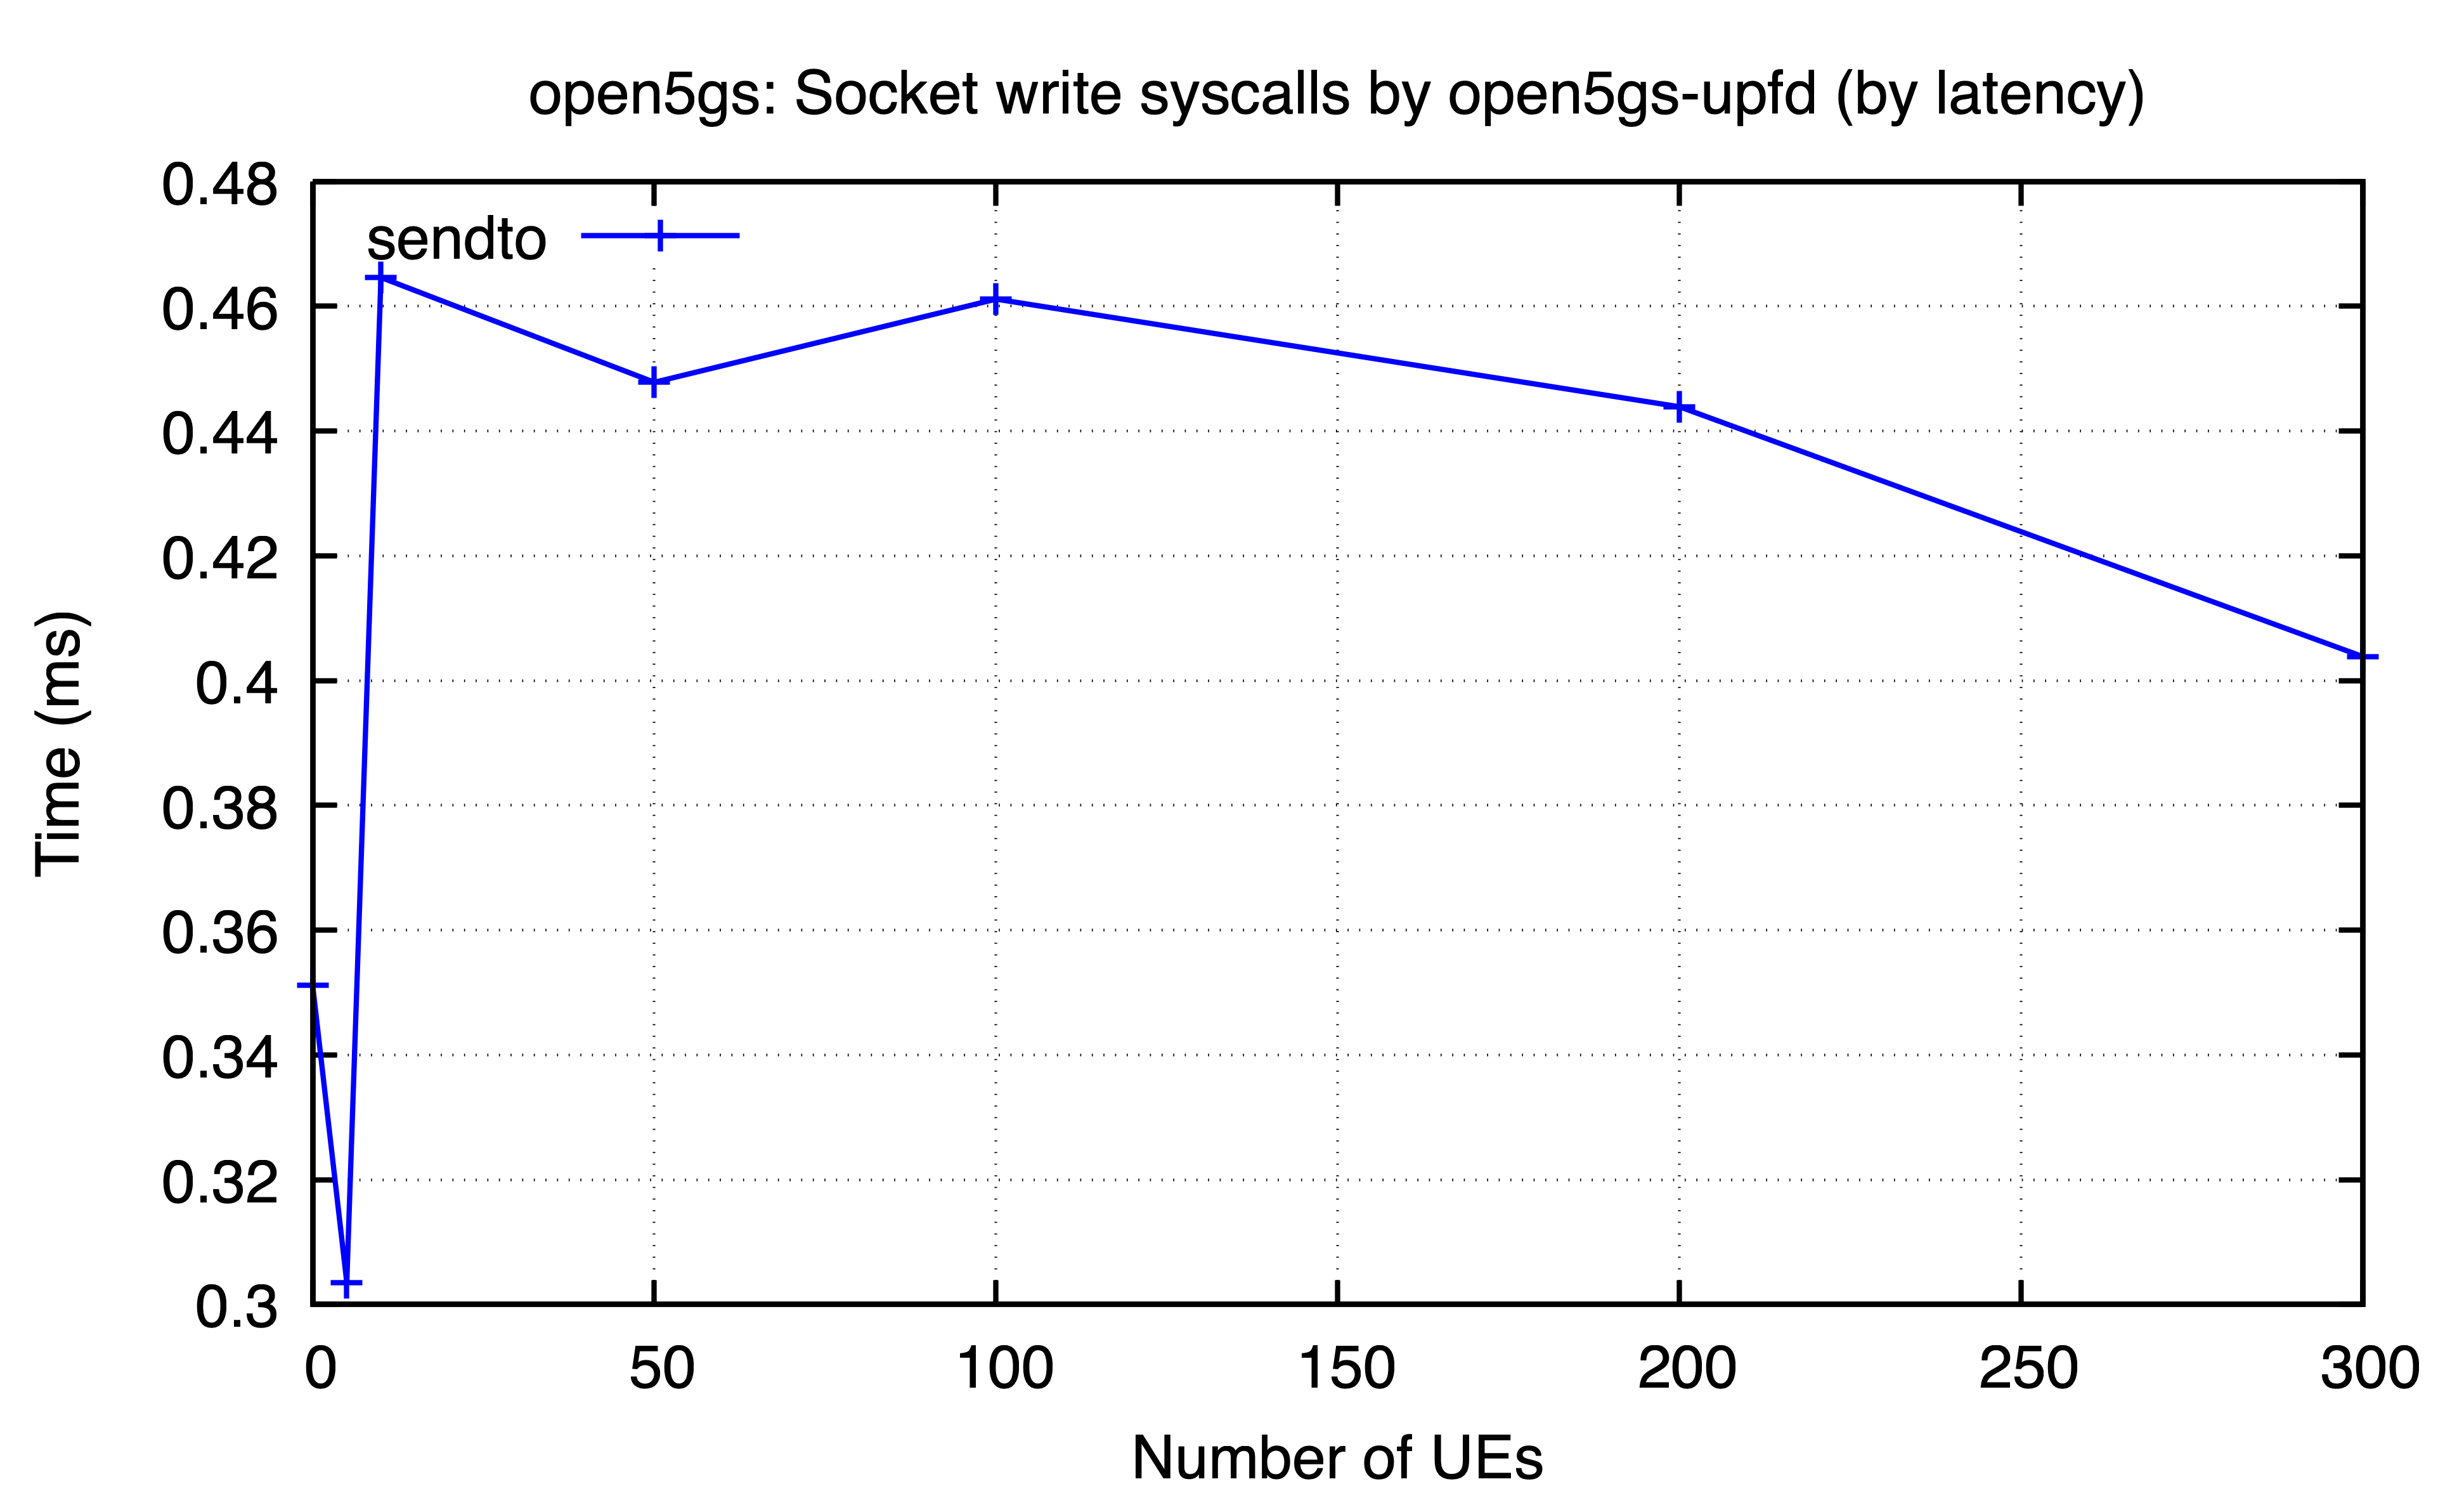 open5gs: Socket write syscalls by open5gs-upfd (by latency)
sendto
0.48
0.46
0.44
0.42
0.4
0.38
0.36
0.34
0.32
0.3
Time (ms)
0 50 100 150 200 250 300
Number of UEs